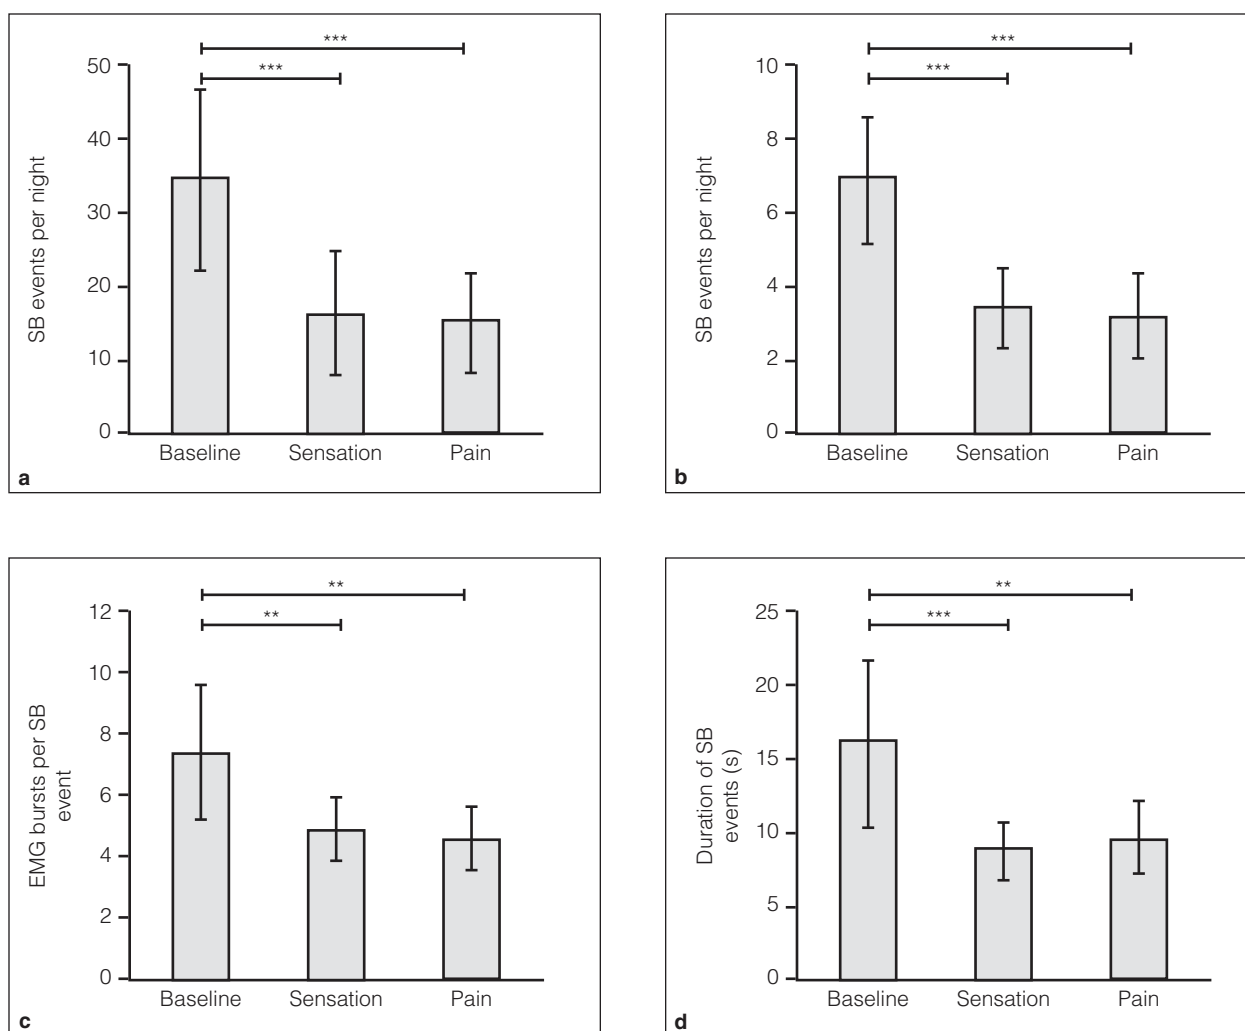 ***
***
50
40
30
20
10
0
SB events per night
Baseline Sensation Pain
a
***
***
10
8
6
4
2
0
SB events per night
Baseline Sensation Pain
b
**
**
12
10
8
6
4
2
0
EMG bursts per SB
event
Baseline Sensation Pain
c
**
***
25
20
15
10
5
0
Duration of SB
events (s)
Baseline Sensation Pain
d